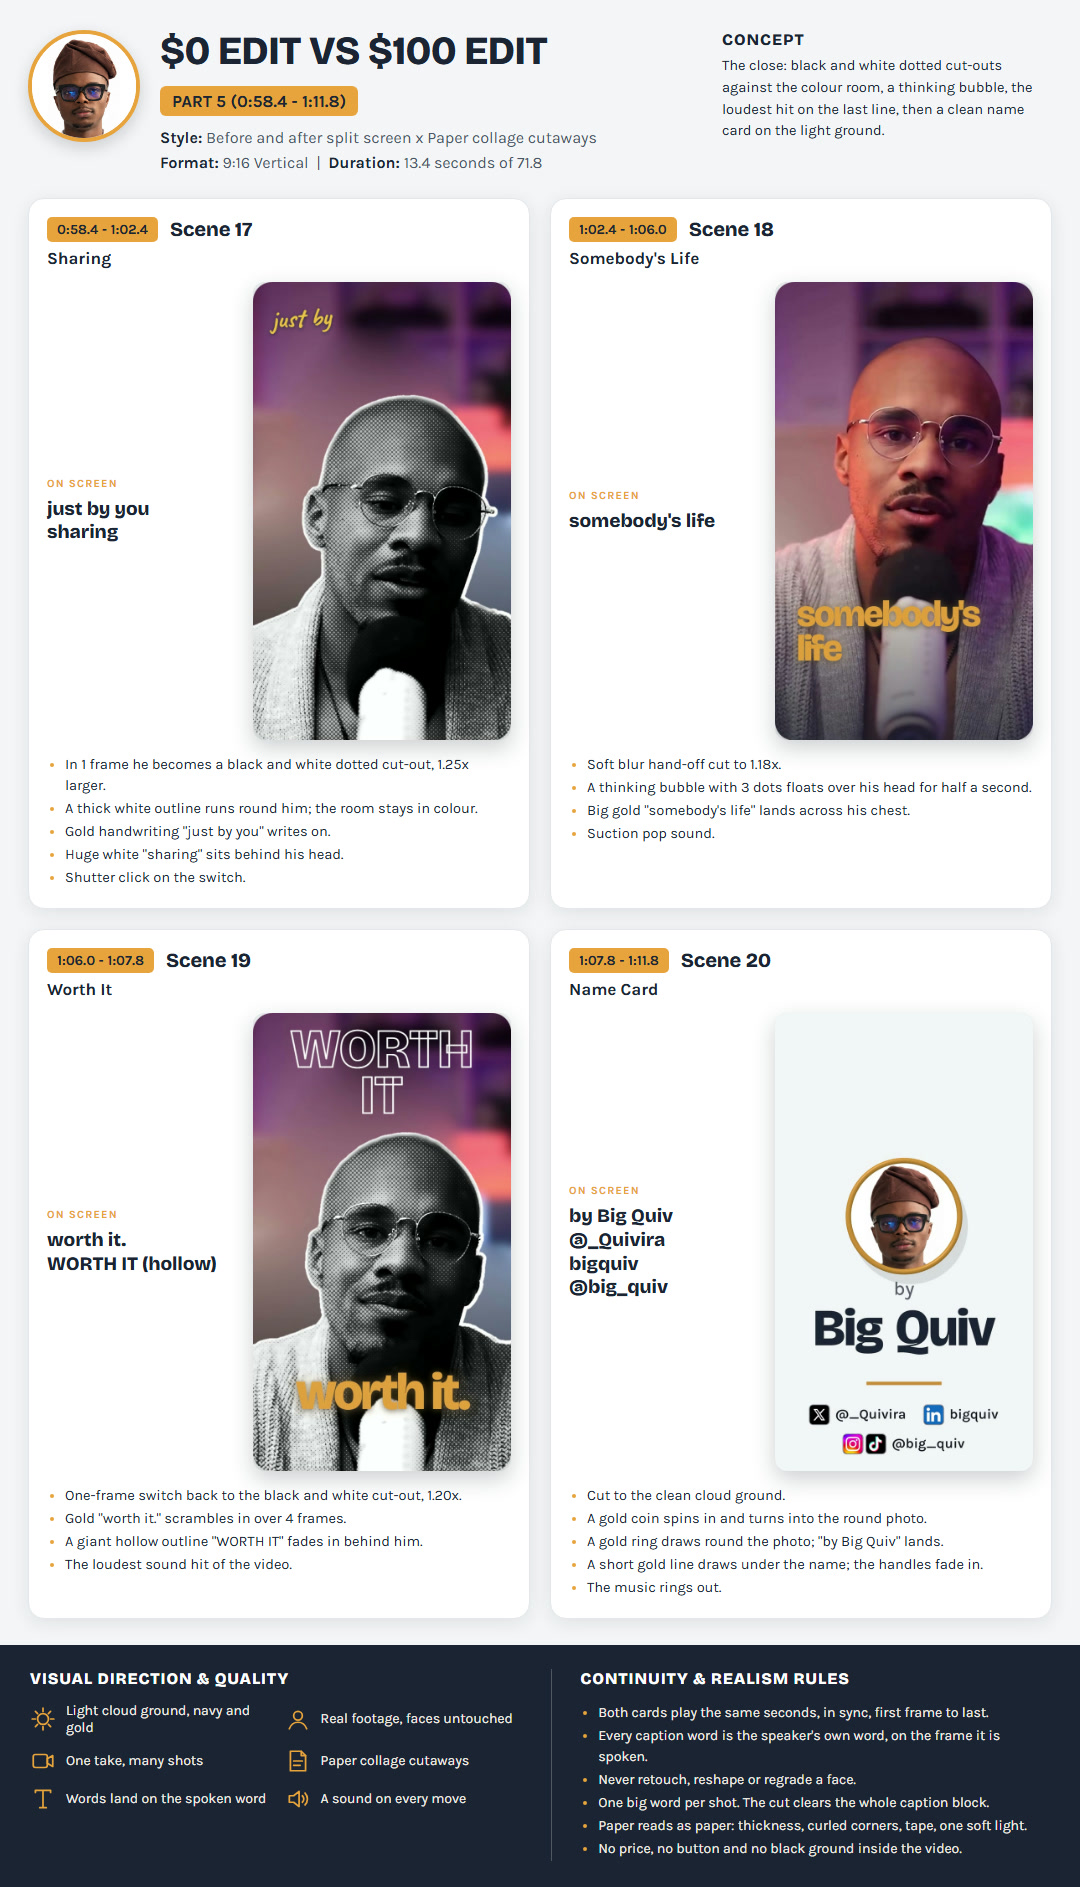 $0 EDIT VS $100 EDIT
PART 5 (0:58.4 - 1:11.8)
Style: Before and after split screen x Paper collage cutaways
Format: 9:16 Vertical | Duration: 13.4 seconds of 71.8
CONCEPT
The close: black and white dotted cut-outs
against the colour room, a thinking bubble, the
loudest hit on the last line, then a clean name
card on the light ground.
0:58.4 - 1:02.4 Scene 17
Sharing
just by
ON SCREEN
just by you
sharing
In 1 frame he becomes a black and white dotted cut-out, 1.25x
larger.
A thick white outline runs round him; the room stays in colour.
Gold handwriting "just by you" writes on.
Huge white "sharing" sits behind his head.
Shutter click on the switch.
1:02.4 - 1:06.0 Scene 18
Somebody's Life
ON SCREEN
somebody's life
somebody's
life
Soft blur hand-off cut to 1.18x.
A thinking bubble with 3 dots floats over his head for half a second.
Big gold "somebody's life" lands across his chest.
Suction pop sound.
1:06.0 - 1:07.8 Scene 19
Worth It
WORTH
IT
ON SCREEN
worth it.
WORTH IT (hollow)
worth it.
One-frame switch back to the black and white cut-out, 1.20x.
Gold "worth it." scrambles in over 4 frames.
A giant hollow outline "WORTH IT" fades in behind him.
The loudest sound hit of the video.
1:07.8 - 1:11.8 Scene 20
Name Card
ON SCREEN
by Big Quiv
@_Quivira
bigquiv
@big_quiv
by
Big Quiv
@_Quivira bigquiv
@big_quiv
Cut to the clean cloud ground.
A gold coin spins in and turns into the round photo.
A gold ring draws round the photo; "by Big Quiv" lands.
A short gold line draws under the name; the handles fade in.
The music rings out.
VISUAL DIRECTION & QUALITY
Light cloud ground, navy and
gold
Real footage, faces untouched
One take, many shots
Paper collage cutaways
Words land on the spoken word
A sound on every move
CONTINUITY & REALISM RULES
Both cards play the same seconds, in sync, first frame to last.
Every caption word is the speaker's own word, on the frame it is
spoken.
Never retouch, reshape or regrade a face.
One big word per shot. The cut clears the whole caption block.
Paper reads as paper: thickness, curled corners, tape, one soft light.
No price, no button and no black ground inside the video.